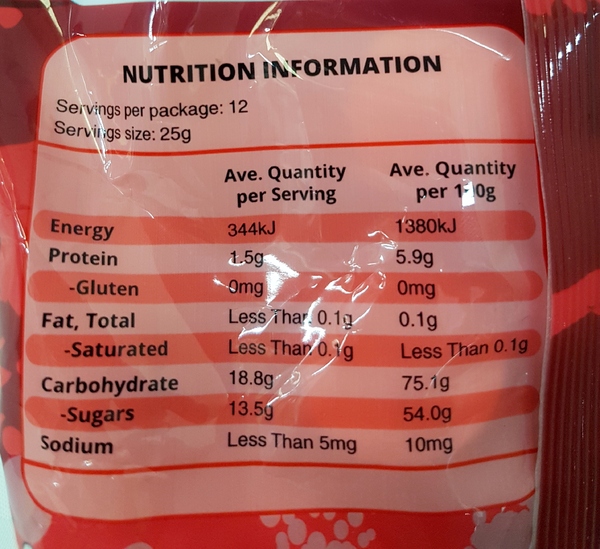 NUTRITION INFORMATION
Servings per package: 12
Servings size: 25g
Ave. Quantity per Serving Ave. Quantity per 100g
Energy 344kJ 1380kJ
Protein 1.5g 5.9g
-Gluten 0mg 0mg
Fat, Total Less Than 0.1g 0.1g
-Saturated Less Than 0.1g Less Than 0.1g
Carbohydrate 18.8g 75.1g
-Sugars 13.5g 54.0g
Sodium Less Than 5mg 10mg